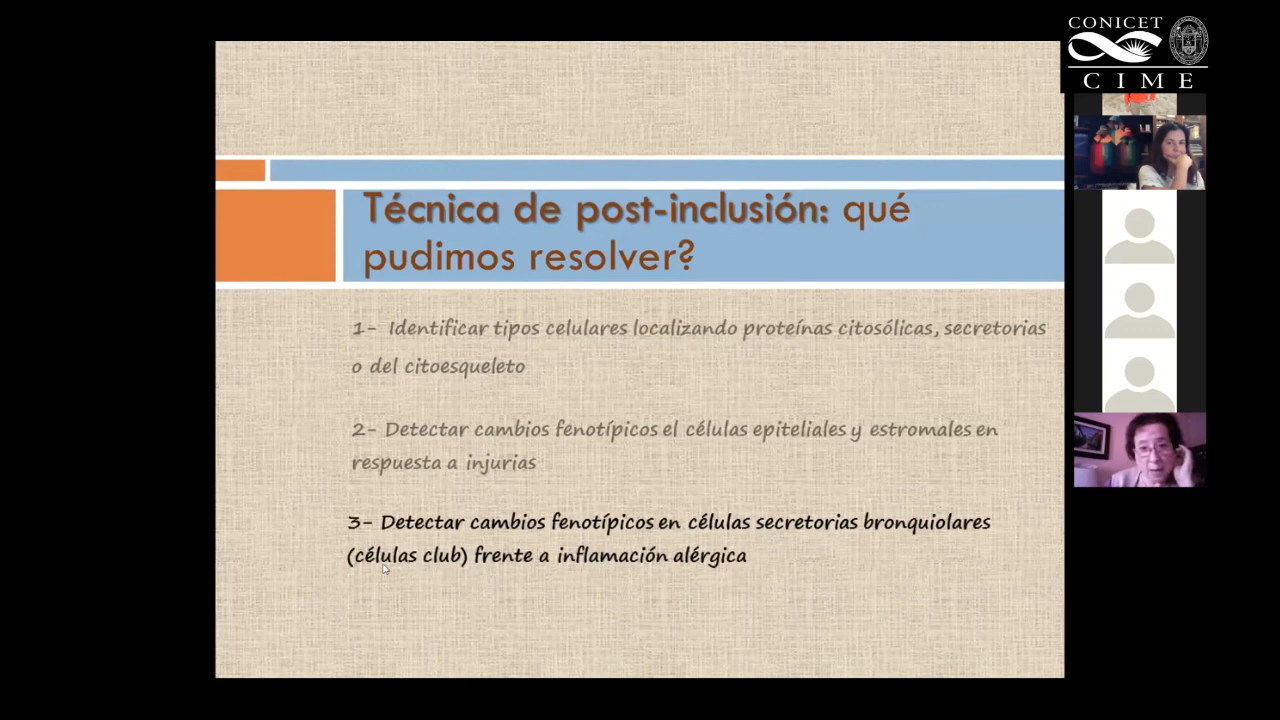 CONICET
CIME
Técnica de post-inclusión: qué
pudimos resolver?
1- Identificar tipos celulares localizando proteínas citosólicas, secretorias
o del citoesqueleto
2- Detectar cambios fenotípicos el células epiteliales y estromales en
respuesta a injurias
3- Detectar cambios fenotípicos en células secretorias bronquiolares
(células club) frente a inflamación alérgica